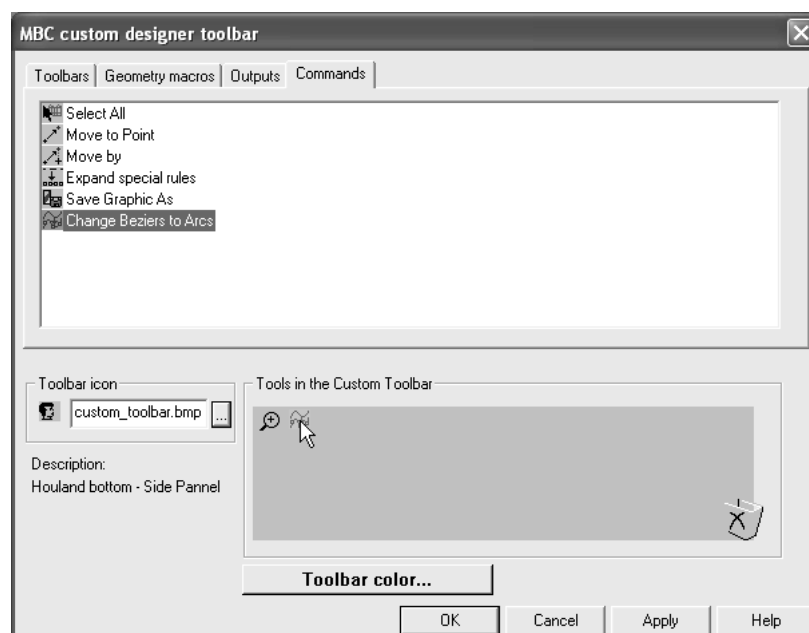 MBC custom designer toolbar
Toolbars Geometry macros Outputs Commands
Select All
Move to Point
Move by
Expand special rules
Save Graphic As
Change Beziers to Arcs
Toolbar icon
custom_toolbar.bmp ...
Description:
Houland bottom - Side Pannel
Tools in the Custom Toolbar
Toolbar color...
OK Cancel Apply Help